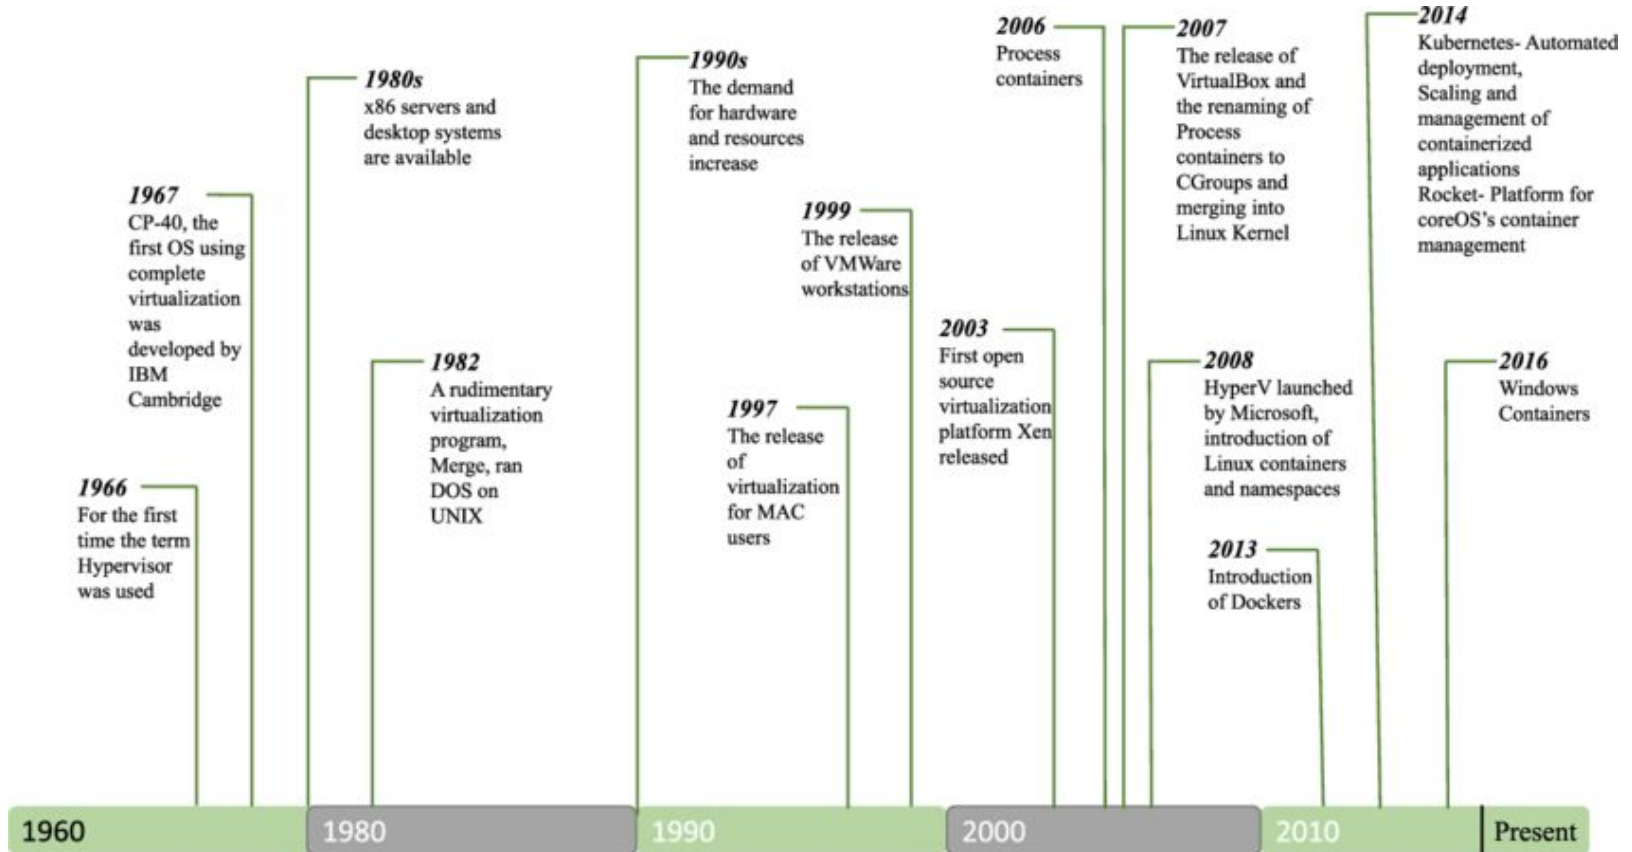 1966
For the first
time the term
Hypervisor
was used
1967
CP-40, the
first OS using
complete
virtualization
was
developed by
IBM
Cambridge
1980s
x86 servers and
desktop systems
are available
1982
A rudimentary
virtualization
program,
Merge, ran
DOS on
UNIX
1990s
The demand
for hardware
and resources
increase
1997
The release
of
virtualization
for MAC
users
1999
The release
of VMWare
workstations
2003
First open
source
virtualization
platform Xen
released
2006
Process
containers
2007
The release of
VirtualBox and
the renaming of
Process
containers to
CGroups and
merging into
Linux Kernel
2008
HyperV launched
by Microsoft,
introduction of
Linux containers
and namespaces
2013
Introduction
of Dockers
2014
Kubernetes- Automated
deployment,
Scaling and
management of
containerized
applications
Rocket- Platform for
coreOS’s container
management
2016
Windows
Containers
1960
1980
1990
2000
2010
Present